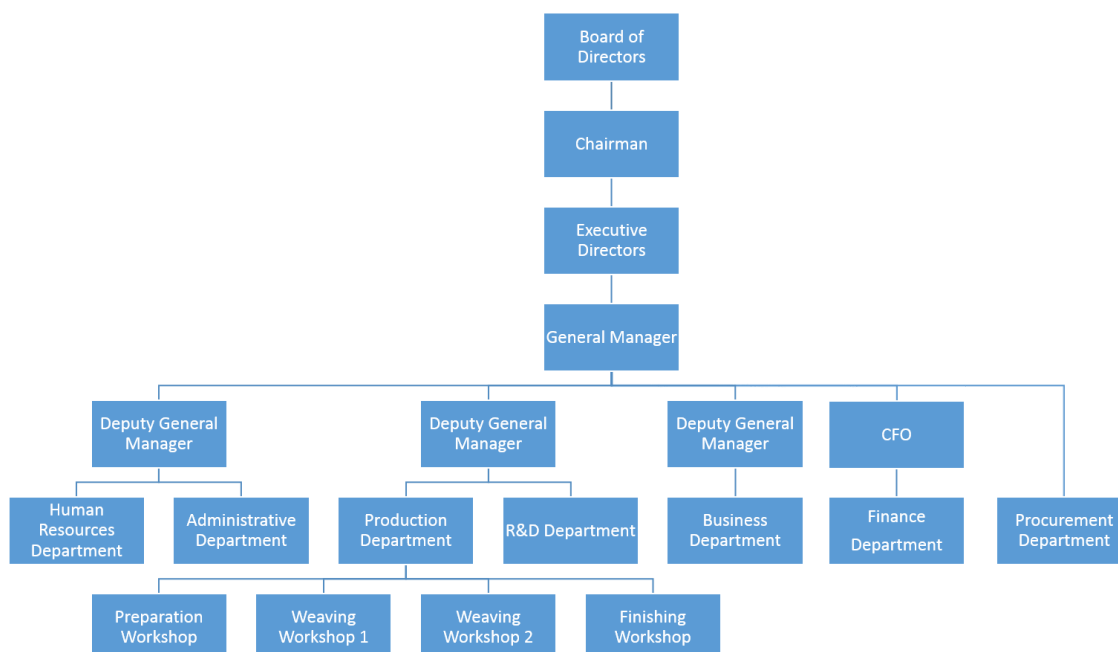 Board of
Directors
Chairman
Executive
Directors
General Manager
Deputy General
Manager
Deputy General
Manager
Deputy General
Manager
CFO
Human
Resources
Department
Administrative
Department
Production
Department
R&D Department
Business
Department
Finance
Department
Procurement
Department
Preparation
Workshop
Weaving
Workshop 1
Weaving
Workshop 2
Finishing
Workshop